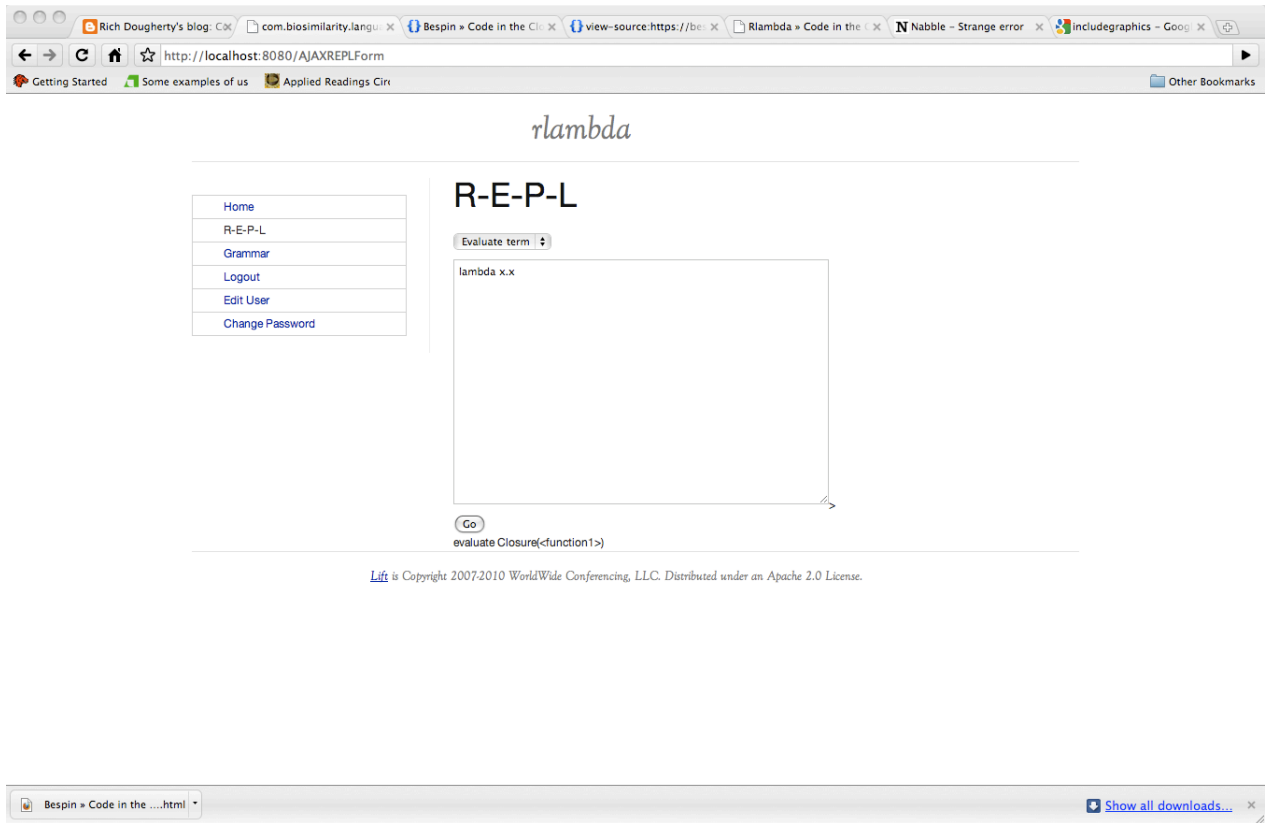 Rich Dougherty's blog: Co
com.biosimilarity.langu
Bespin » Code in the Clo
view-source:https://bes
Rlambda » Code in the C
Nabble – Strange error
includegraphics – Goog
http://localhost:8080/AJAXREPLForm
Getting Started
Some examples of us
Applied Readings Circ
Other Bookmarks
rlambda
Home
R-E-P-L
Grammar
Logout
Edit User
Change Password
R-E-P-L
Evaluate term
lambda x.x
>
Go
evaluate Closure(<function1>)
Lift is Copyright 2007-2010 WorldWide Conferencing, LLC. Distributed under an Apache 2.0 License.
Bespin » Code in the ....html
Show all downloads...